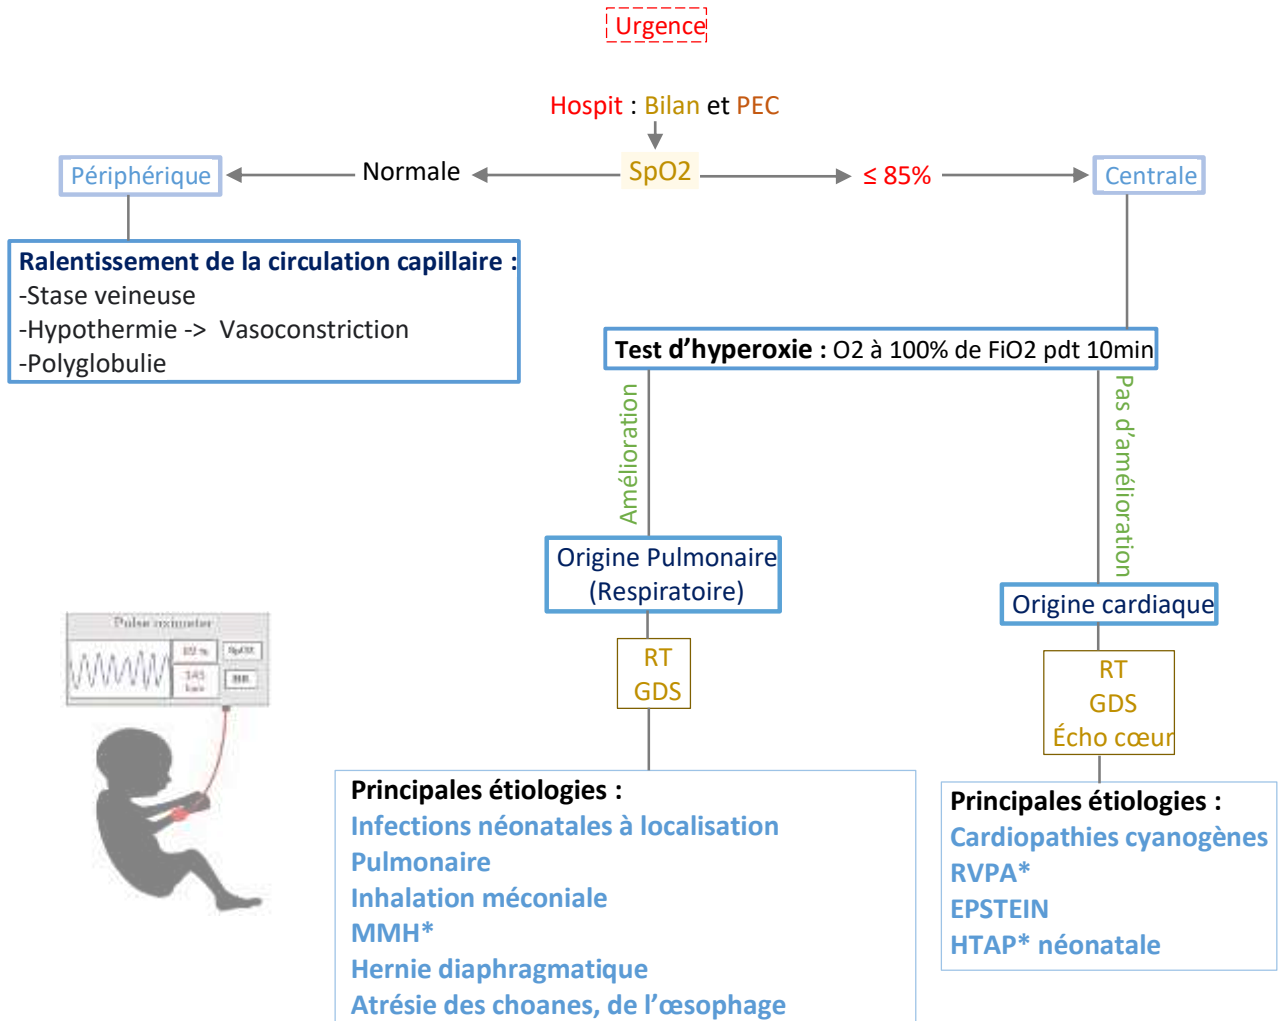 Urgence
Hospit : Bilan et PEC
Périphérique
Normale
SpO2
≤ 85%
Centrale
Ralentissement de la circulation capillaire :
-Stase veineuse
-Hypothermie -> Vasoconstriction
-Polyglobulie
Test d’hyperoxie : O2 à 100% de FiO2 pdt 10min
Amélioration
Pas d’amélioration
Origine Pulmonaire
(Respiratoire)
Origine cardiaque
RT
GDS
RT
GDS
Écho cœur
Pulse oximeter
SpO2
HR
Principales étiologies :
Infections néonatales à localisation
Pulmonaire
Inhalation méconiale
MMH*
Hernie diaphragmatique
Atrésie des choanes, de l’œsophage
Principales étiologies :
Cardiopathies cyanogènes
RVPA*
EPSTEIN
HTAP* néonatale